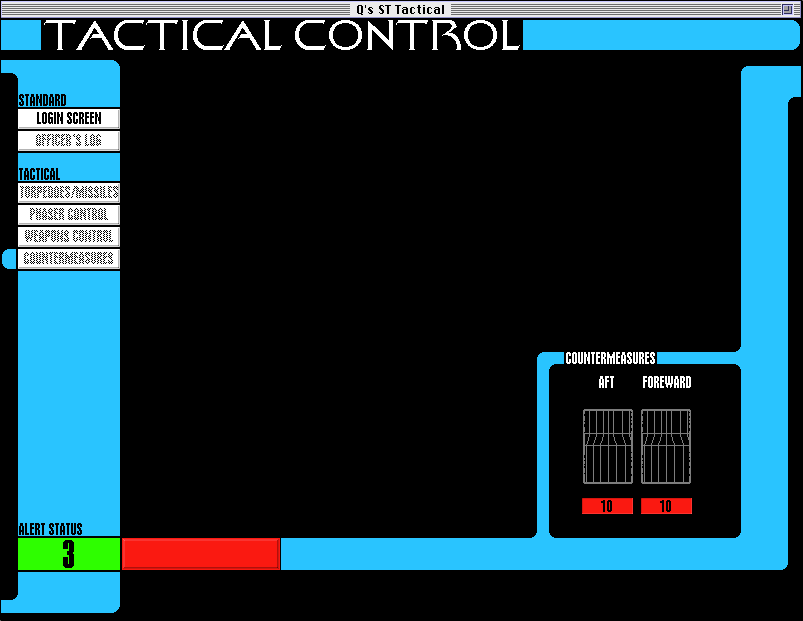 Q's ST Tactical
TACTICAL CONTROL
STANDARD
LOGIN SCREEN
OFFICER'S LOG
TACTICAL
TORPEDOES/MISSILES
PHASER CONTROL
WEAPONS CONTROL
COUNTERMEASURES
COUNTERMEASURES
AFT FOREWARD
10 10
ALERT STATUS
3